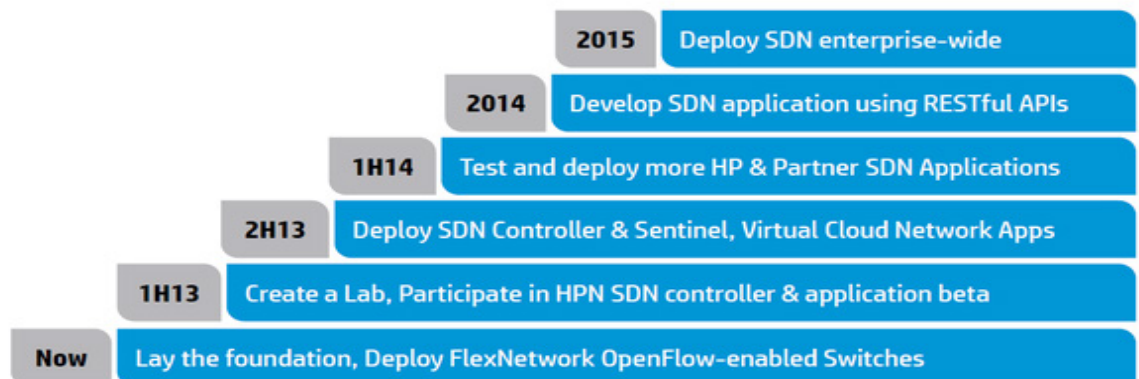 2015 Deploy SDN enterprise-wide
2014 Develop SDN application using RESTful APIs
1H14 Test and deploy more HP & Partner SDN Applications
2H13 Deploy SDN Controller & Sentinel, Virtual Cloud Network Apps
1H13 Create a Lab, Participate in HPN SDN controller & application beta
Now Lay the foundation, Deploy FlexNetwork OpenFlow-enabled Switches